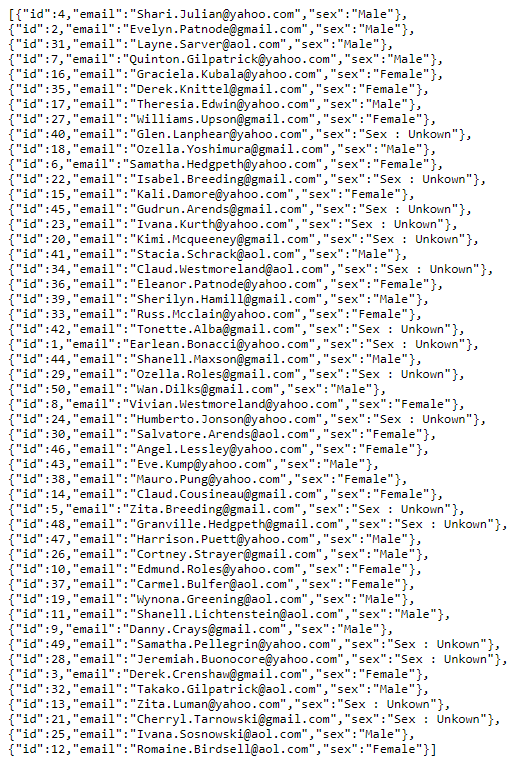 [{"id":4,"email":"Shari.Julian@yahoo.com","sex":"Male"},
{"id":2,"email":"Evelyn.Patnode@gmail.com","sex":"Male"},
{"id":31,"email":"Layne.Sarver@aol.com","sex":"Male"},
{"id":7,"email":"Quinton.Gilpatrick@yahoo.com","sex":"Male"},
{"id":16,"email":"Graciela.Kubala@yahoo.com","sex":"Female"},
{"id":35,"email":"Derek.Knittel@gmail.com","sex":"Female"},
{"id":17,"email":"Theresia.Edwin@yahoo.com","sex":"Male"},
{"id":27,"email":"Williams.Upson@gmail.com","sex":"Female"},
{"id":40,"email":"Glen.Lanphear@yahoo.com","sex":"Sex : Unkown"},
{"id":18,"email":"Ozella.Yoshimura@gmail.com","sex":"Male"},
{"id":6,"email":"Samatha.Hedgpeth@yahoo.com","sex":"Female"},
{"id":22,"email":"Isabel.Breeding@gmail.com","sex":"Sex : Unkown"},
{"id":15,"email":"Kali.Damore@yahoo.com","sex":"Female"},
{"id":45,"email":"Gudrun.Arends@gmail.com","sex":"Sex : Unkown"},
{"id":23,"email":"Ivana.Kurth@yahoo.com","sex":"Sex : Unkown"},
{"id":20,"email":"Kimi.Mcqueeney@gmail.com","sex":"Sex : Unkown"},
{"id":41,"email":"Stacia.Schrack@aol.com","sex":"Male"},
{"id":34,"email":"Claud.Westmoreland@aol.com","sex":"Sex : Unkown"},
{"id":36,"email":"Eleanor.Patnode@yahoo.com","sex":"Female"},
{"id":39,"email":"Sherilyn.Hamill@gmail.com","sex":"Male"},
{"id":33,"email":"Russ.Mcclain@yahoo.com","sex":"Female"},
{"id":42,"email":"Tonette.Alba@gmail.com","sex":"Sex : Unkown"},
{"id":1,"email":"Earlean.Bonacci@yahoo.com","sex":"Sex : Unkown"},
{"id":44,"email":"Shanell.Maxson@gmail.com","sex":"Male"},
{"id":29,"email":"Ozella.Roles@gmail.com","sex":"Sex : Unkown"},
{"id":50,"email":"Wan.Dilks@gmail.com","sex":"Male"},
{"id":8,"email":"Vivian.Westmoreland@yahoo.com","sex":"Female"},
{"id":24,"email":"Humberto.Jonson@yahoo.com","sex":"Sex : Unkown"},
{"id":30,"email":"Salvatore.Arends@aol.com","sex":"Female"},
{"id":46,"email":"Angel.Lessley@yahoo.com","sex":"Female"},
{"id":43,"email":"Eve.Kump@yahoo.com","sex":"Male"},
{"id":38,"email":"Mauro.Pung@yahoo.com","sex":"Female"},
{"id":14,"email":"Claud.Cousineau@gmail.com","sex":"Female"},
{"id":5,"email":"Zita.Breeding@gmail.com","sex":"Sex : Unkown"},
{"id":48,"email":"Granville.Hedgpeth@gmail.com","sex":"Sex : Unkown"},
{"id":47,"email":"Harrison.Puett@yahoo.com","sex":"Male"},
{"id":26,"email":"Cortney.Strayer@gmail.com","sex":"Male"},
{"id":10,"email":"Edmund.Roles@yahoo.com","sex":"Female"},
{"id":37,"email":"Carmel.Bulfer@aol.com","sex":"Female"},
{"id":19,"email":"Wynona.Greening@aol.com","sex":"Male"},
{"id":11,"email":"Shanell.Lichtenstein@aol.com","sex":"Male"},
{"id":9,"email":"Danny.Crays@gmail.com","sex":"Male"},
{"id":49,"email":"Samatha.Pellegrin@yahoo.com","sex":"Sex : Unkown"},
{"id":28,"email":"Jeremiah.Buonocore@yahoo.com","sex":"Sex : Unkown"},
{"id":3,"email":"Derek.Crenshaw@gmail.com","sex":"Female"},
{"id":32,"email":"Takako.Gilpatrick@aol.com","sex":"Male"},
{"id":13,"email":"Zita.Luman@yahoo.com","sex":"Sex : Unkown"},
{"id":21,"email":"Cherryl.Tarnowski@gmail.com","sex":"Sex : Unkown"},
{"id":25,"email":"Ivana.Sosnowski@aol.com","sex":"Male"},
{"id":12,"email":"Romaine.Birdsell@aol.com","sex":"Female"}]